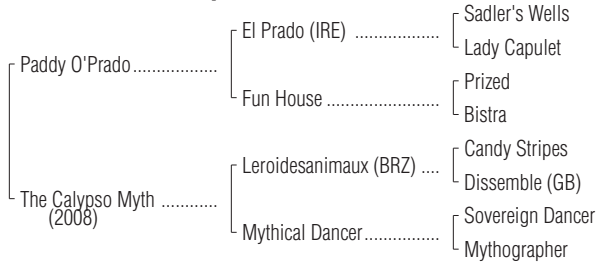 Sadler's Wells
El Prado (IRE) ..................
Lady Capulet
Paddy O'Prado..................
Prized
Fun House ........................
Bistra
Candy Stripes
Leroidesanimaux (BRZ) ....
Dissemble (GB)
The Calypso Myth ............
(2008)
Sovereign Dancer
Mythical Dancer................
Mythographer